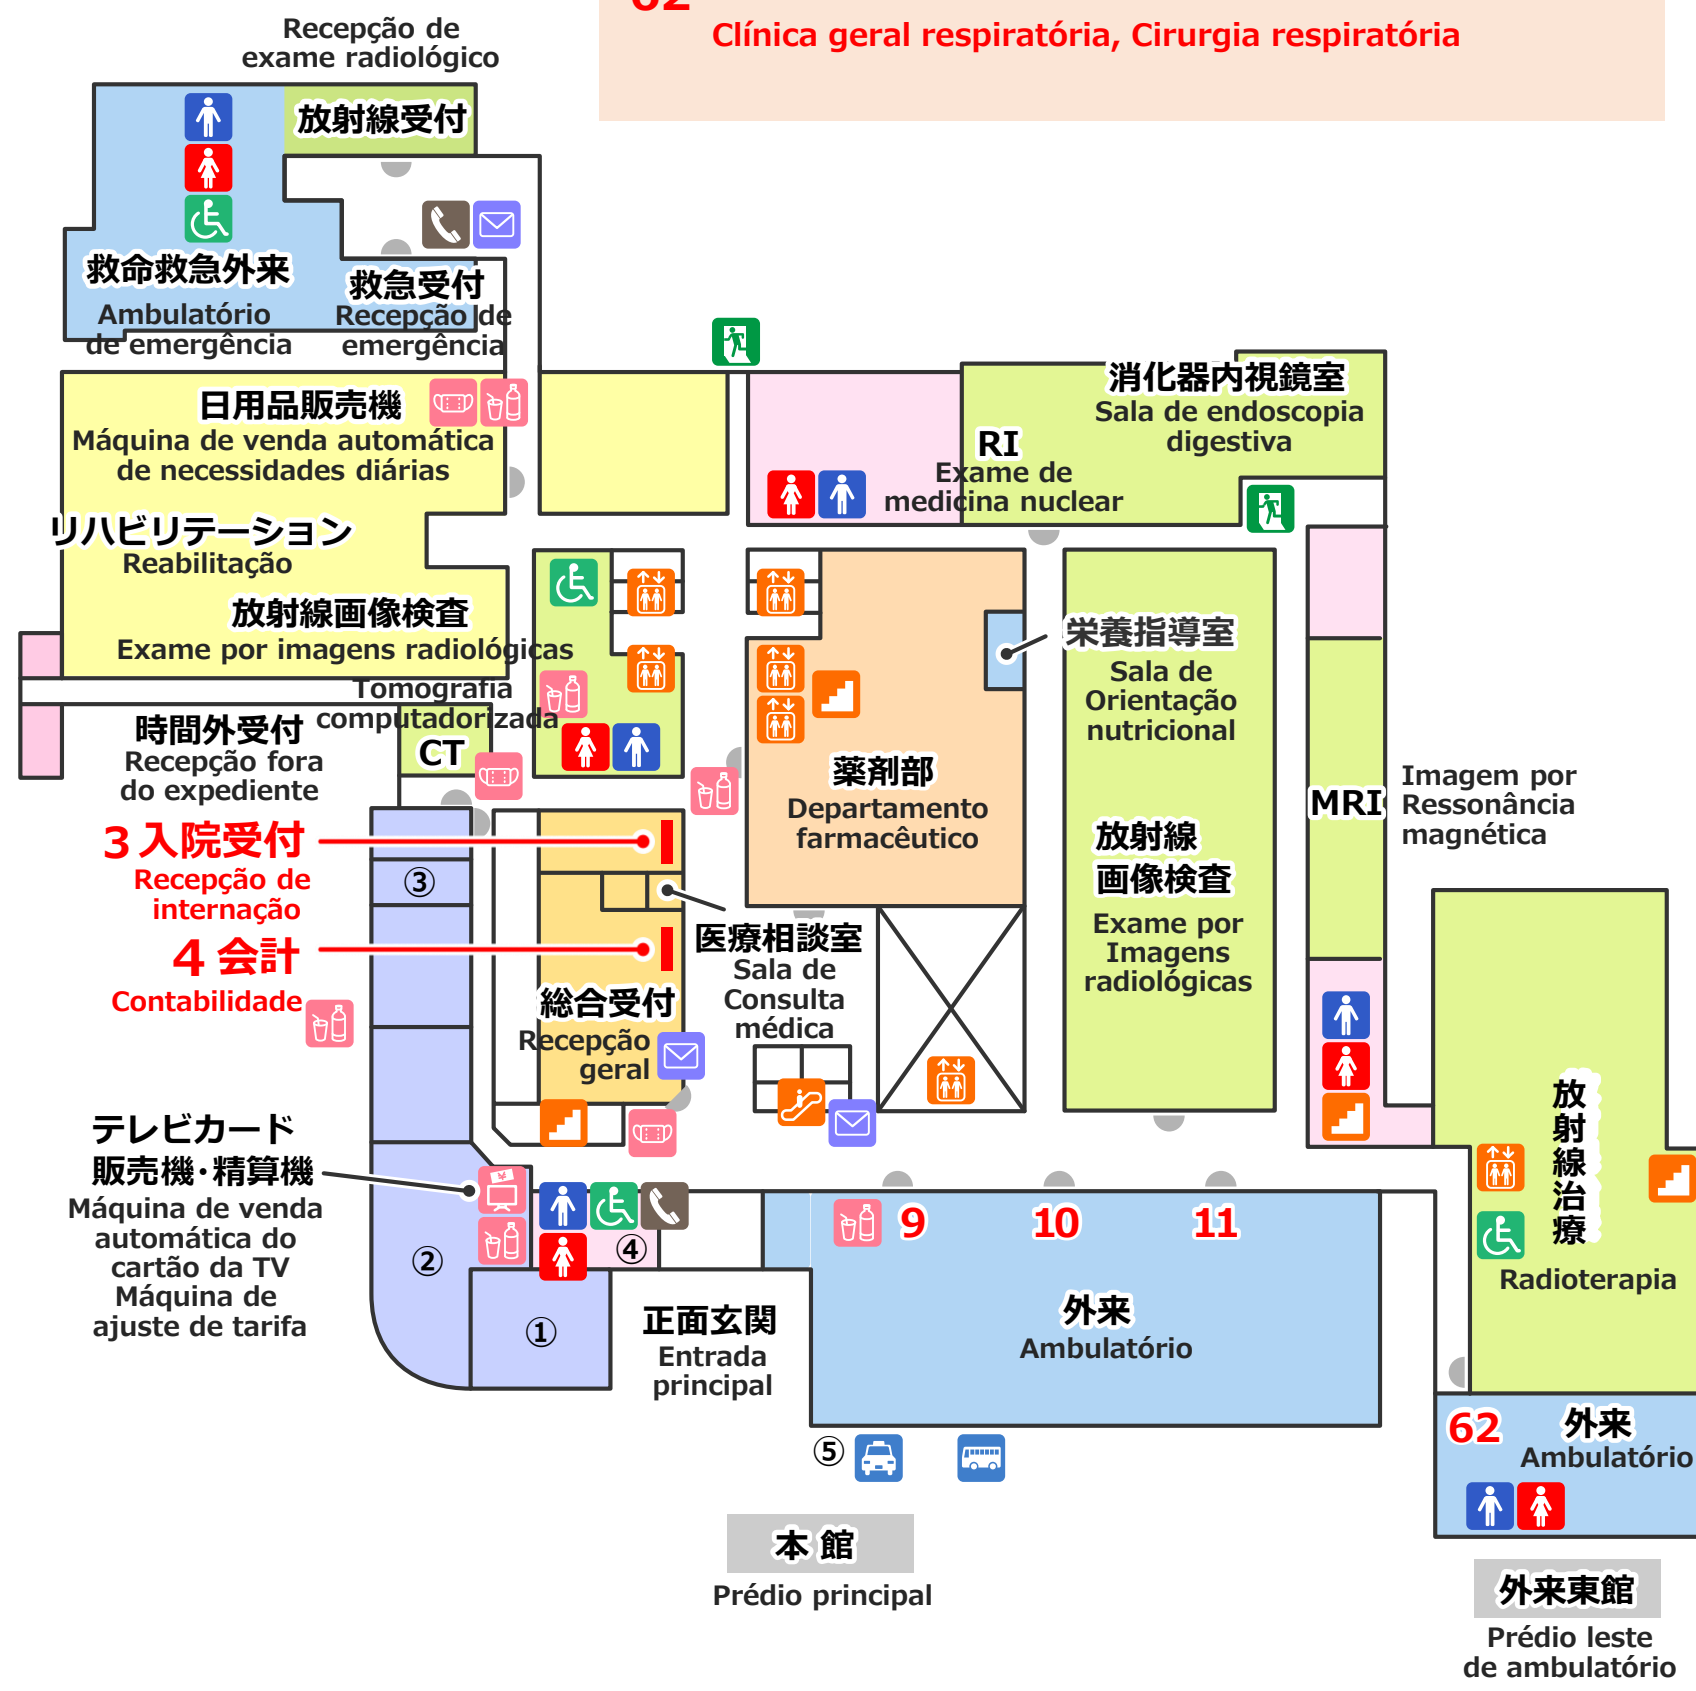 62
Clínica geral respiratória, Cirurgia respiratória
Recepção de
exame radiológico
放射線受付
救命救急外来
Ambulatório
de emergência
救急受付
Recepção de
emergência
日用品販売機
Máquina de venda automática
de necessidades diárias
リハビリテーション
Reabilitação
放射線画像検査
Exame por imagens radiológicas
消化器内視鏡室
Sala de endoscopia
digestiva
RI
Exame de
medicina nuclear
栄養指導室
Sala de
Orientação
nutricional
Tomografia
computadorizada
CT
時間外受付
Recepção fora
do expediente
薬剤部
Departamento
farmacêutico
MRI
Imagem por
Ressonância
magnética
放射線
画像検査
Exame por
Imagens
radiológicas
3 入院受付
Recepção de
internação
③
4 会計
Contabilidade
医療相談室
Sala de
Consulta
médica
総合受付
Recepção
geral
テレビカード
販売機・精算機
Máquina de venda
automática do
cartão da TV
Máquina de
ajuste de tarifa
¥
②
④
①
正面玄関
Entrada
principal
9
10
11
外来
Ambulatório
放射線治療
Radioterapia
⑤
62
外来
Ambulatório
本館
Prédio principal
外来東館
Prédio leste
de ambulatório